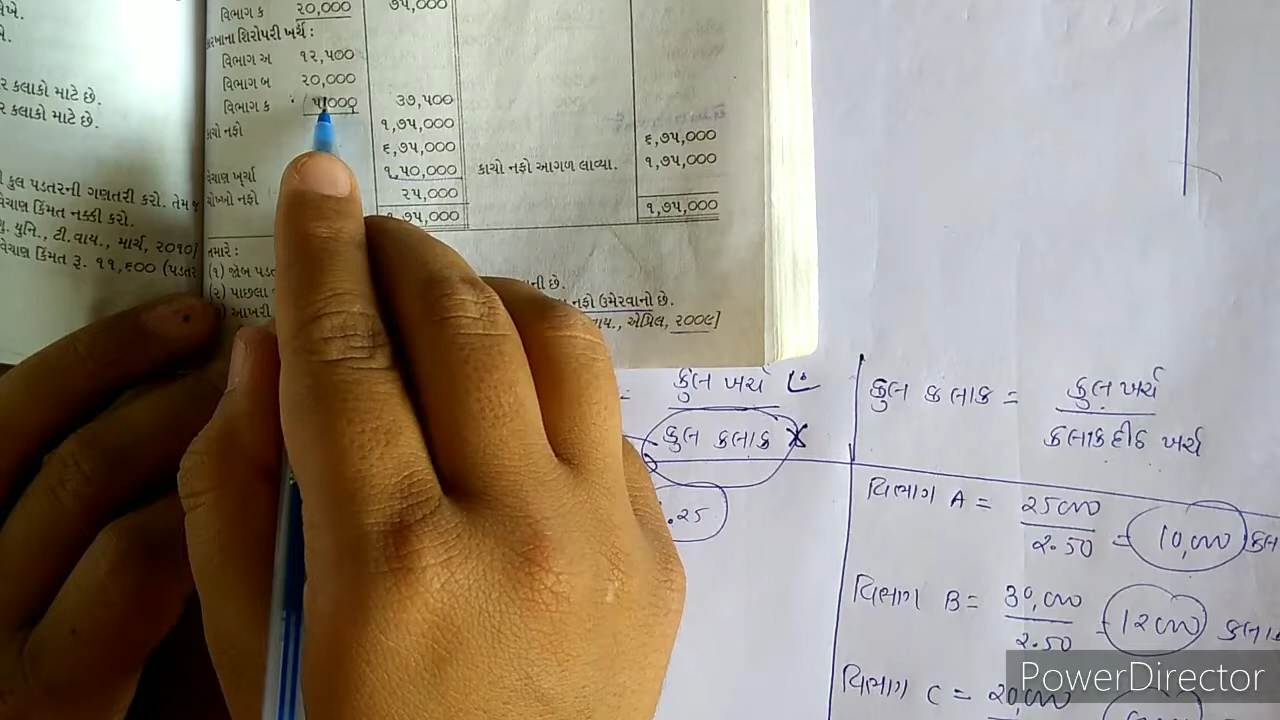 ર કલાકો માટે છે.
ર કલાકો માટે છે.
કુલ પડતરની ગણતરી કરો. તેમ જ
વેચાણ કિંમત નક્કી કરો.
યુનિ., ટી.વાય., માર્ચ, ૨૦૧૦]
વેચાણ કિંમત રૂ. ૧૧,૬૦૦ (પડતર
વિભાગ ક ૨૦,૦૦૦ ૭૫,૦૦૦
કારખાના શિરોપરી ખર્ચ :
વિભાગ અ ૧૨,૫૦૦
વિભાગ બ ૨૦,૦૦૦
વિભાગ ક ૫,૦૦૦ ૩૭,૫૦૦
કાચો નફો ૧,૭૫,૦૦૦
૬,૭૫,૦૦૦ ૬,૭૫,૦૦૦
વેચાણ ખર્ચા ૧,૫૦,૦૦૦ કાચો નફો આગળ લાવ્યા. ૧,૭૫,૦૦૦
ચોખ્ખો નફો ૨૫,૦૦૦
૧,૭૫,૦૦૦ ૧,૭૫,૦૦૦
તમારે :
(૧) જોબ પડત
(૨) પાછલા
આખરી
નફો ઉમેરવાનો છે.
એપ્રિલ, ૨૦૦૯]
= કુલ ખર્ચ
કુલ કલાક
.25
કુલ કલાક = કુલ ખર્ચ
કલાકદીઠ ખર્ચ
વિભાગ A = 25000
2.50 = 10,000 કલ
વિભાગ B = 30,000
2.50 = 12000 કલાક
વિભાગ C = 20,000
PowerDirector